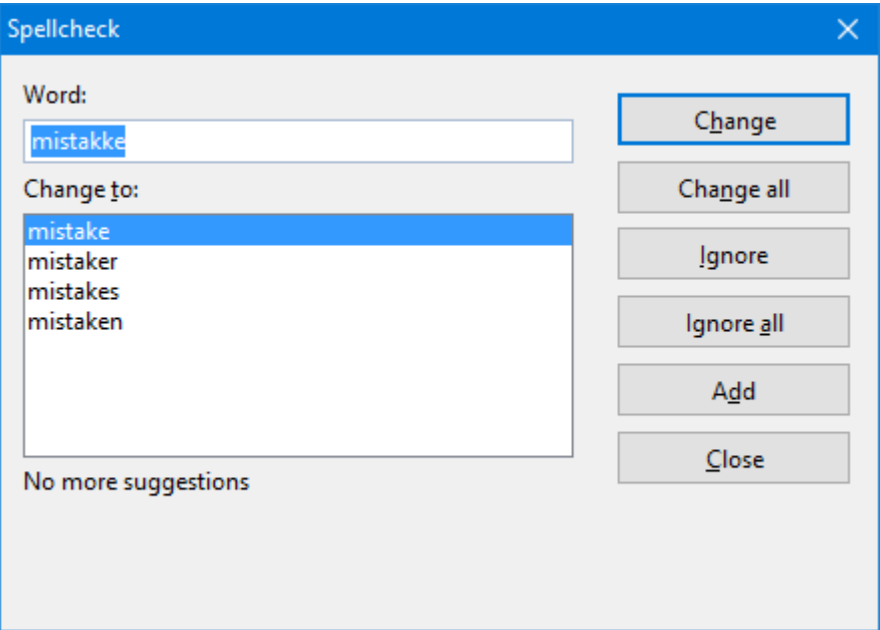 Spellcheck
Word:
mistakke
Change to:
mistake
mistaker
mistakes
mistaken
No more suggestions
Change
Change all
Ignore
Ignore all
Add
Close